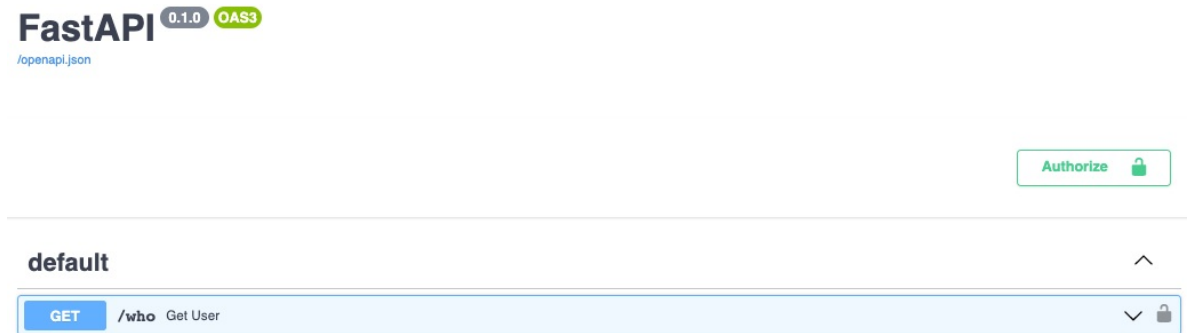 FastAPI 0.1.0 OAS3
/openapi.json
Authorize
default
GET /who Get User